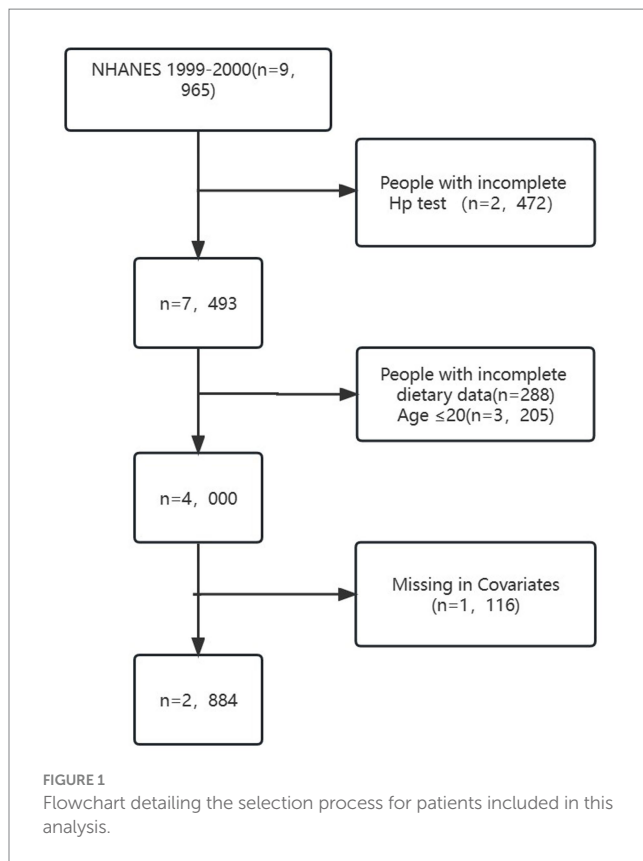 NHANES 1999-2000(n=9,
965)
People with incomplete
Hp test （n=2, 472）
n=7, 493
People with incomplete
dietary data(n=288)
Age ≤20(n=3, 205)
n=4, 000
Missing in Covariates
(n=1, 116)
n=2, 884
FIGURE 1
Flowchart detailing the selection process for patients included in this
analysis.